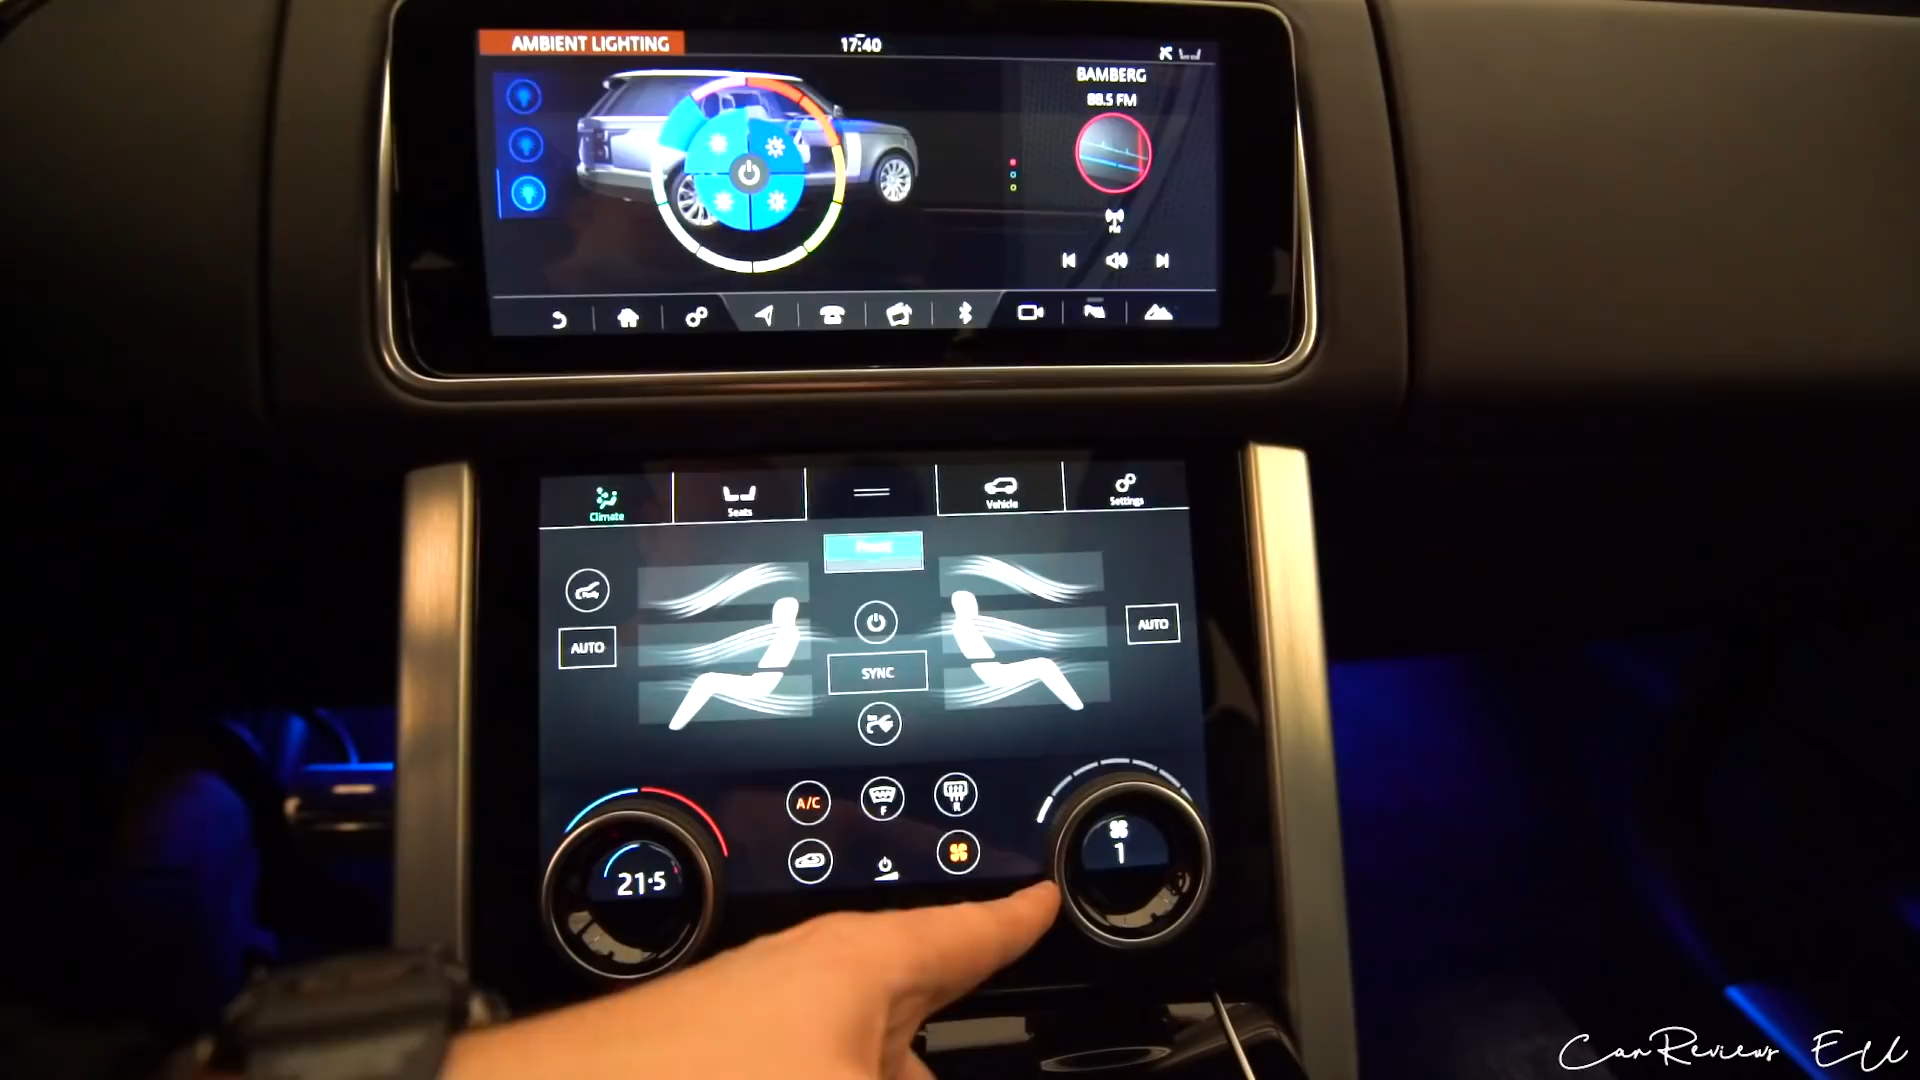 AMBIENT LIGHTING
17:40
BAMBERG
88.5 FM
FM
Climate
Seats
Vehicle
Settings
AUTO
AUTO
SYNC
A/C
F
R
21.5
1
CarReviews EU